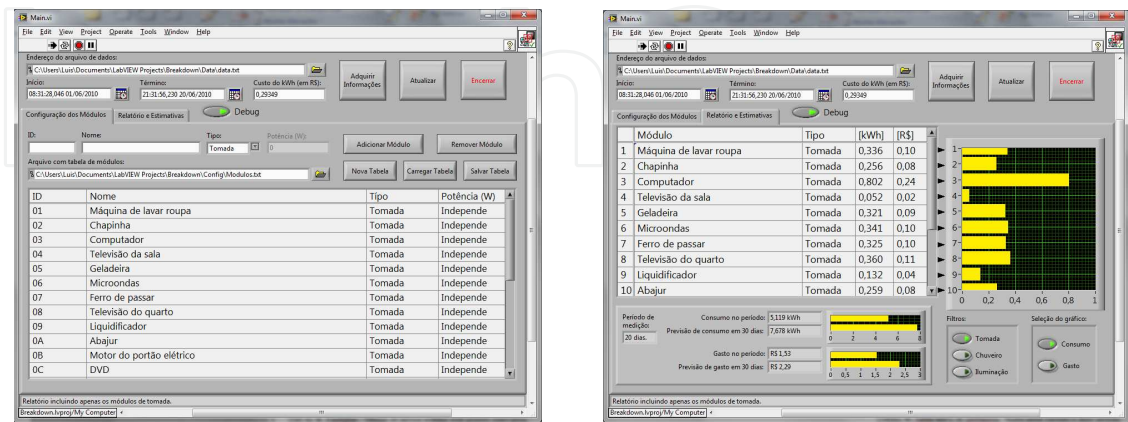 Main.vi
File Edit View Project Operate Tools Window Help
Endereço do arquivo de dados:
C:\Users\Luis\Documents\LabVIEW Projects\Breakdown\Data\data.txt
Início: Término: Custo do kWh (em R$):
08:31:28,046 01/06/2010 21:31:56,230 20/06/2010 0,29349
Adquirir Informações Atualizar Encerrar
Configuração dos Módulos Relatório e Estimativas Debug
ID: Nome: Tipo: Potência (W):
Tomada 0
Adicionar Módulo Remover Módulo
Arquivo com tabela de módulos:
C:\Users\Luis\Documents\LabVIEW Projects\Breakdown\Config\Modulos.txt
Nova Tabela Carregar Tabela Salvar Tabela
ID Nome Tipo Potência (W)
01 Máquina de lavar roupa Tomada Independe
02 Chapinha Tomada Independe
03 Computador Tomada Independe
04 Televisão da sala Tomada Independe
05 Geladeira Tomada Independe
06 Microondas Tomada Independe
07 Ferro de passar Tomada Independe
08 Televisão do quarto Tomada Independe
09 Liquidificador Tomada Independe
0A Abajur Tomada Independe
0B Motor do portão elétrico Tomada Independe
0C DVD Tomada Independe
Relatório incluindo apenas os módulos de tomada.
Breakdown.lvproj/My Computer
Main.vi
File Edit View Project Operate Tools Window Help
Endereço do arquivo de dados:
C:\Users\Luis\Documents\LabVIEW Projects\Breakdown\Data\data.txt
Início: Término: Custo do kWh (em R$):
08:31:28,046 01/06/2010 21:31:56,230 20/06/2010 0,29349
Adquirir Informações Atualizar Encerrar
Configuração dos Módulos Relatório e Estimativas Debug
Módulo Tipo [kWh] [R$]
1 Máquina de lavar roupa Tomada 0,336 0,10
2 Chapinha Tomada 0,256 0,08
3 Computador Tomada 0,802 0,24
4 Televisão da sala Tomada 0,052 0,02
5 Geladeira Tomada 0,321 0,09
6 Microondas Tomada 0,341 0,10
7 Ferro de passar Tomada 0,325 0,10
8 Televisão do quarto Tomada 0,360 0,11
9 Liquidificador Tomada 0,132 0,04
10 Abajur Tomada 0,259 0,08
1
2
3
4
5
6
7
8
9
10
0 0,2 0,4 0,6 0,8 1
Período de medição:
20 dias.
Consumo no período: 5,119 kWh
Previsão de consumo em 30 dias: 7,678 kWh
0 2 4 6 8
Gasto no período: R$ 1,53
Previsão de gasto em 30 dias: R$ 2,29
0 0,5 1 1,5 2 2,5 3
Filtros:
Tomada
Chuveiro
Iluminação
Seleção do gráfico:
Consumo
Gasto
Relatório incluindo apenas os módulos de tomada.
Breakdown.lvproj/My Computer